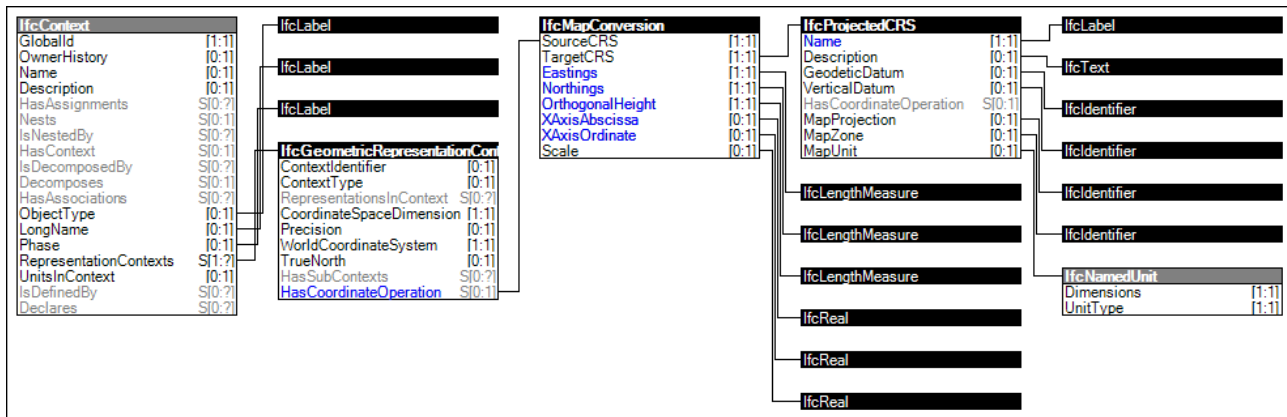 IfcContext
GlobalId [1:1]
OwnerHistory [0:1]
Name [0:1]
Description [0:1]
HasAssignments S[0:?]
Nests S[0:1]
IsNestedBy S[0:?]
HasContext S[0:1]
IsDecomposedBy S[0:?]
Decomposes S[0:1]
HasAssociations S[0:?]
ObjectType [0:1]
LongName [0:1]
Phase [0:1]
RepresentationContexts S[1:?]
UnitsInContext [0:1]
IsDefinedBy S[0:?]
Declares S[0:?]
IfcLabel
IfcLabel
IfcLabel
IfcGeometricRepresentationCont
ContextIdentifier [0:1]
ContextType [0:1]
RepresentationsInContext S[0:?]
CoordinateSpaceDimension [1:1]
Precision [0:1]
WorldCoordinateSystem [1:1]
TrueNorth [0:1]
HasSubContexts S[0:?]
HasCoordinateOperation S[0:1]
IfcMapConversion
SourceCRS [1:1]
TargetCRS [1:1]
Eastings [1:1]
Northings [1:1]
OrthogonalHeight [1:1]
XAxisAbscissa [0:1]
XAxisOrdinate [0:1]
Scale [0:1]
IfcProjectedCRS
Name [1:1]
Description [0:1]
GeodeticDatum [0:1]
VerticalDatum [0:1]
HasCoordinateOperation S[0:1]
MapProjection [0:1]
MapZone [0:1]
MapUnit [0:1]
IfcLengthMeasure
IfcLengthMeasure
IfcLengthMeasure
IfcReal
IfcReal
IfcReal
IfcLabel
IfcText
IfcIdentifier
IfcIdentifier
IfcIdentifier
IfcIdentifier
IfcNamedUnit
Dimensions [1:1]
UnitType [1:1]